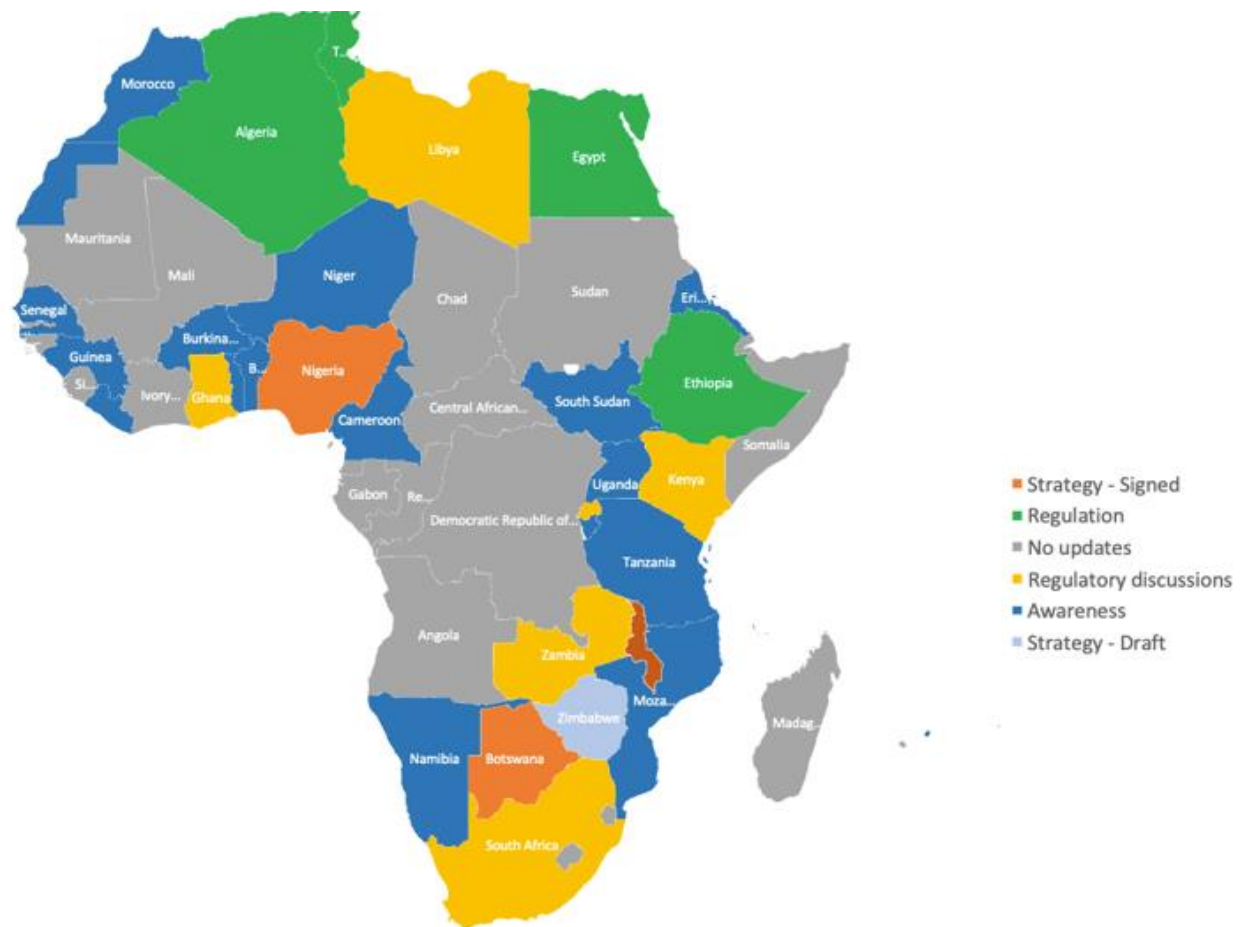 T...
Morocco
Algeria
Libya
Egypt
Mauritania
Mali
Niger
Chad
Sudan
Eri...
Senegal
Burkina...
Guinea
B...
Nigeria
Ethiopia
Si...
Ivory...
Ghana
Cameroon
Central African...
South Sudan
Somalia
Gabon
Re...
Uganda
Kenya
Democratic Republic of...
Tanzania
Angola
Zambia
Moza...
Zimbabwe
Madag...
Namibia
Botswana
South Africa
Strategy - Signed
Regulation
No updates
Regulatory discussions
Awareness
Strategy - Draft